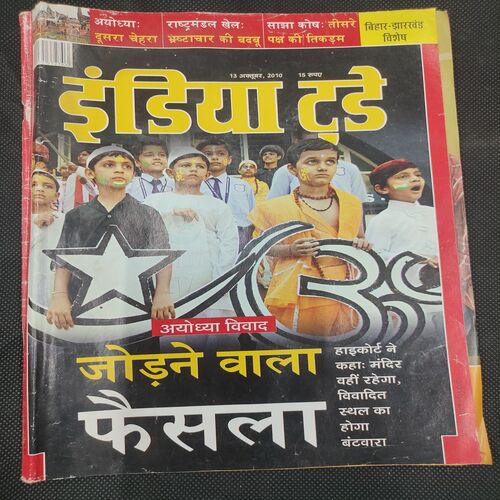 अयोध्या:
दूसरा चेहरा
राष्ट्रमंडल खेल:
भ्रष्टाचार की बदबू
साझा कोष: तीसरे
पक्ष की तिकड़म
बिहार-झारखंड
विशेष
13 अक्तूबर, 2010
15 रुपए
इंडिया टुडे
अयोध्या विवाद
जोड़ने वाला
फैसला
हाइकोर्ट ने
कहा: मंदिर
वहीं रहेगा,
विवादित
स्थल का
होगा
बंटवारा